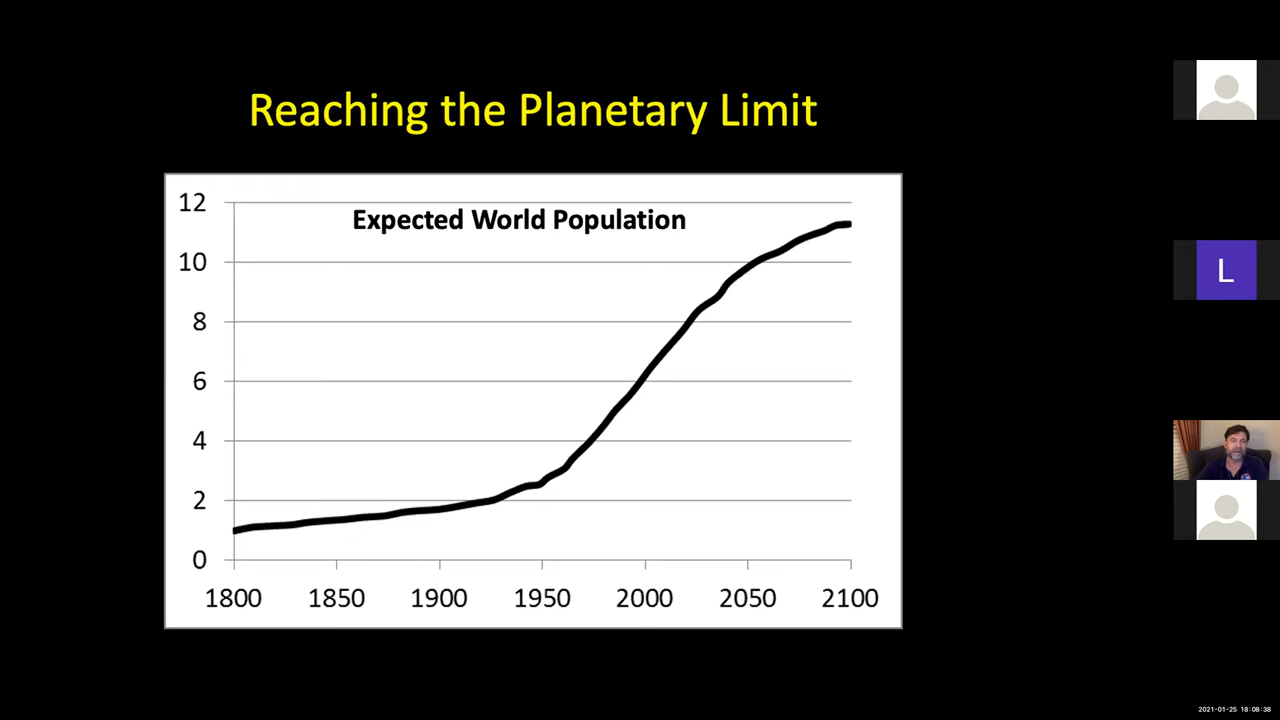 Reaching the Planetary Limit
Expected World Population
12
10
8
6
4
2
0
1800 1850 1900 1950 2000 2050 2100
L
2021-01-25 18:08:38